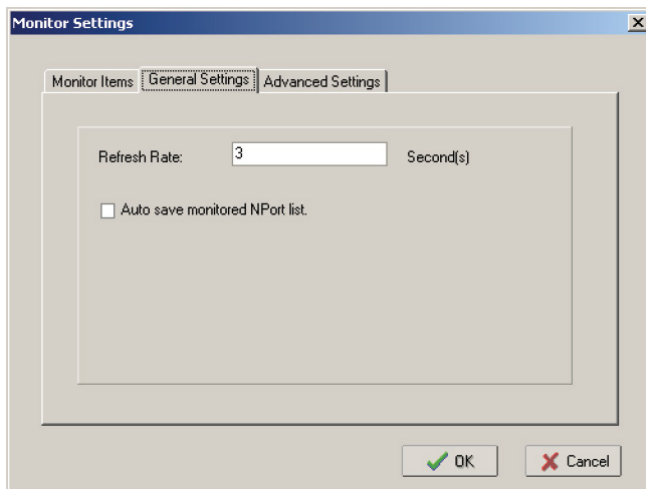 Monitor Settings
Monitor Items General Settings Advanced Settings
Refresh Rate: 3 Second(s)
Auto save monitored NPort list.
OK Cancel